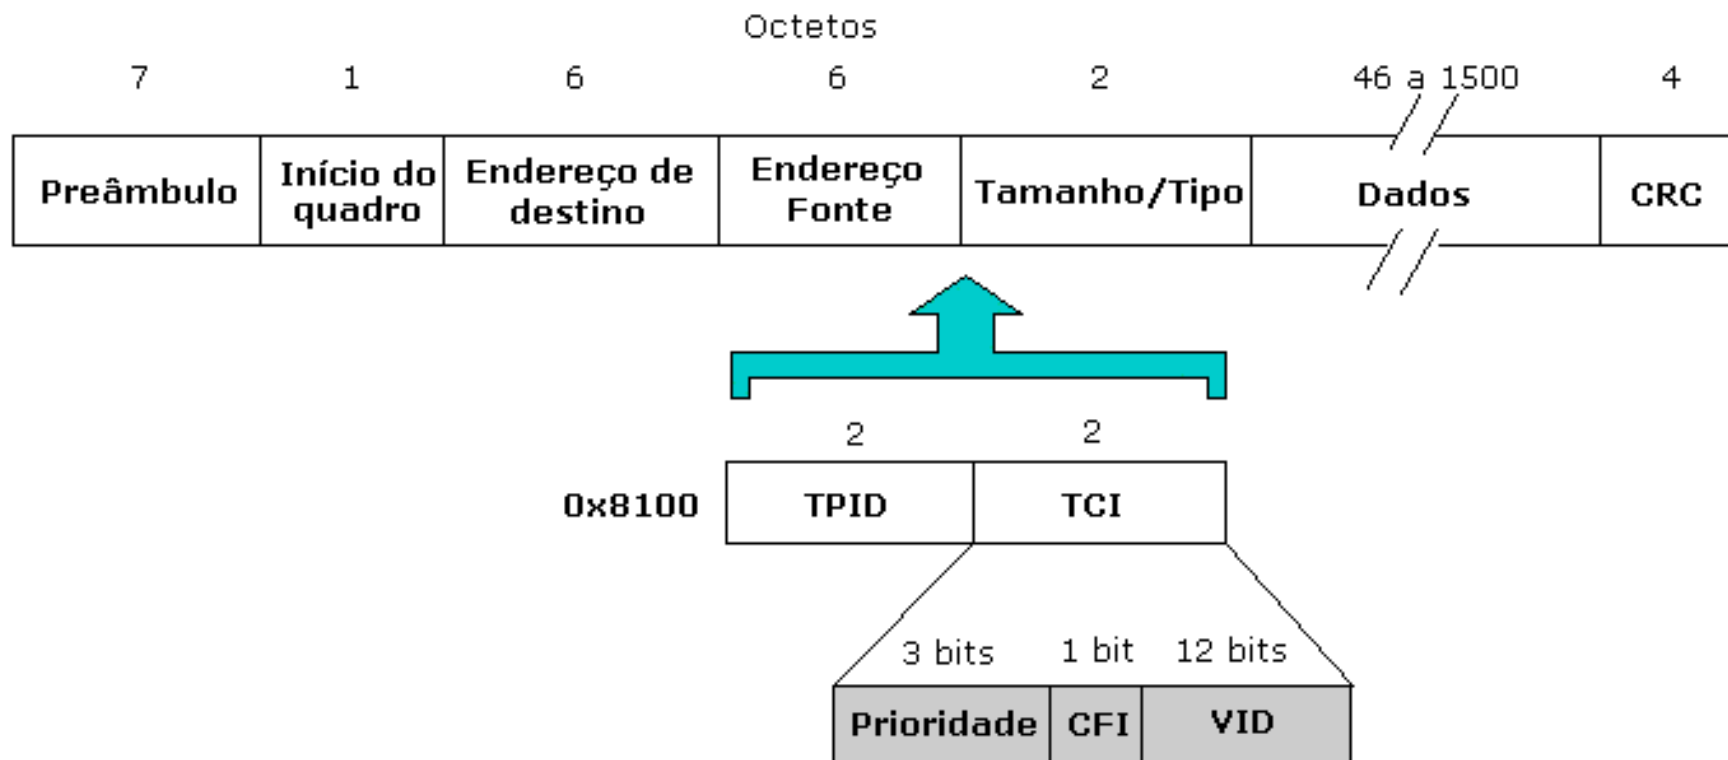 Octetos
7 1 6 6 2 46 a 1500 4
Preâmbulo
Início do
quadro
Endereço de
destino
Endereço
Fonte
Tamanho/Tipo
Dados
CRC
2 2
0x8100 TPID TCI
3 bits 1 bit 12 bits
Prioridade CFI VID